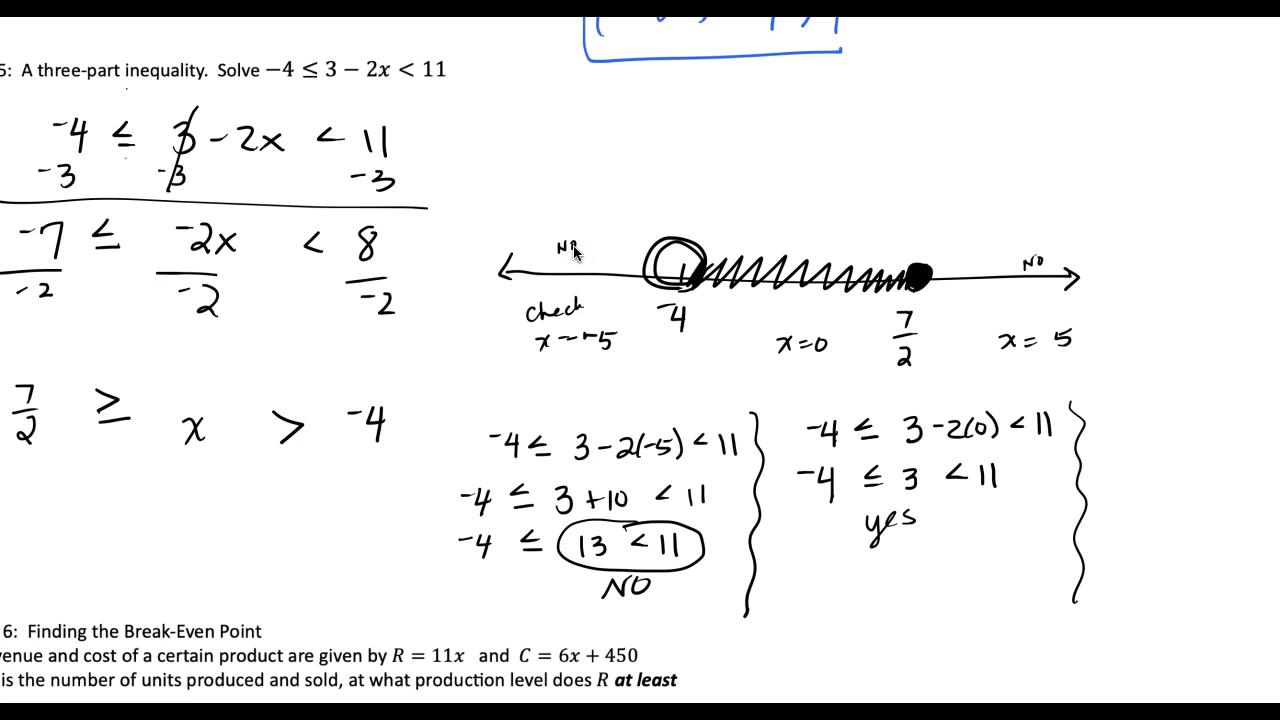 5: A three-part inequality. Solve −4 ≤ 3 − 2x < 11
-4 ≤ 3 - 2x < 11
-3 -3 -3
-7 ≤ -2x < 8
-2 -2 -2
7/2 ≥ x > -4
NO NO
-4 7/2
check
x = -5 x = 0 x = 5
-4 ≤ 3 - 2(-5) < 11
-4 ≤ 3 + 10 < 11
-4 ≤ 13 < 11
NO
-4 ≤ 3 - 2(0) < 11
-4 ≤ 3 < 11
yes
6: Finding the Break-Even Point
venue and cost of a certain product are given by R = 11x and C = 6x + 450
is the number of units produced and sold, at what production level does R at least